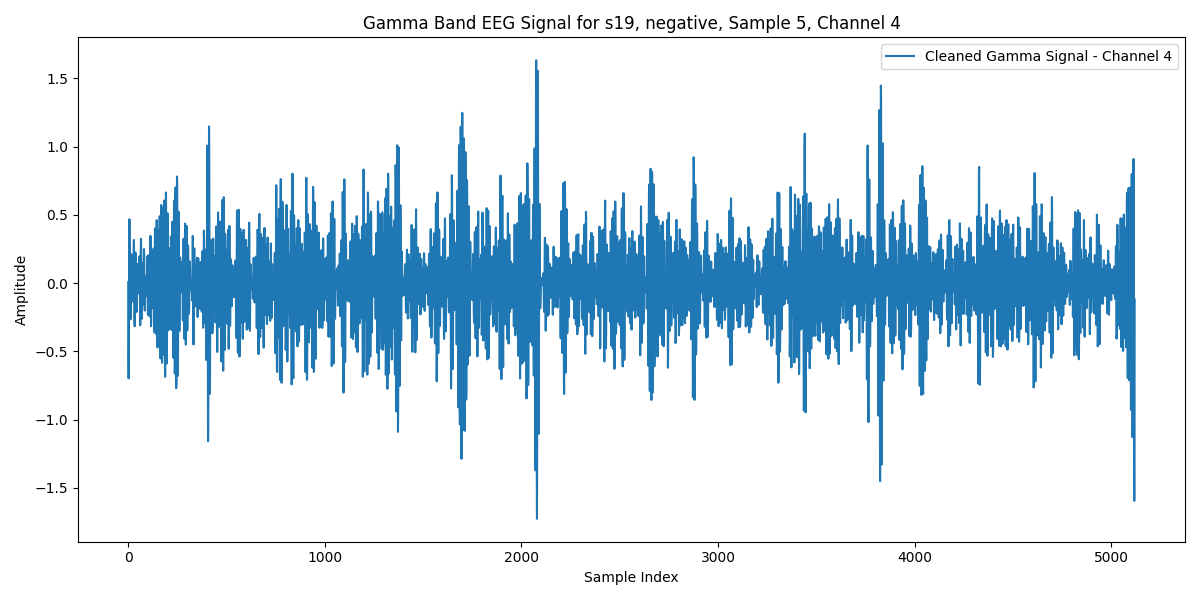 Gamma Band EEG Signal for s19, negative, Sample 5, Channel 4
Cleaned Gamma Signal - Channel 4
Amplitude
1.5
1.0
0.5
0.0
−0.5
−1.0
−1.5
0 1000 2000 3000 4000 5000
Sample Index